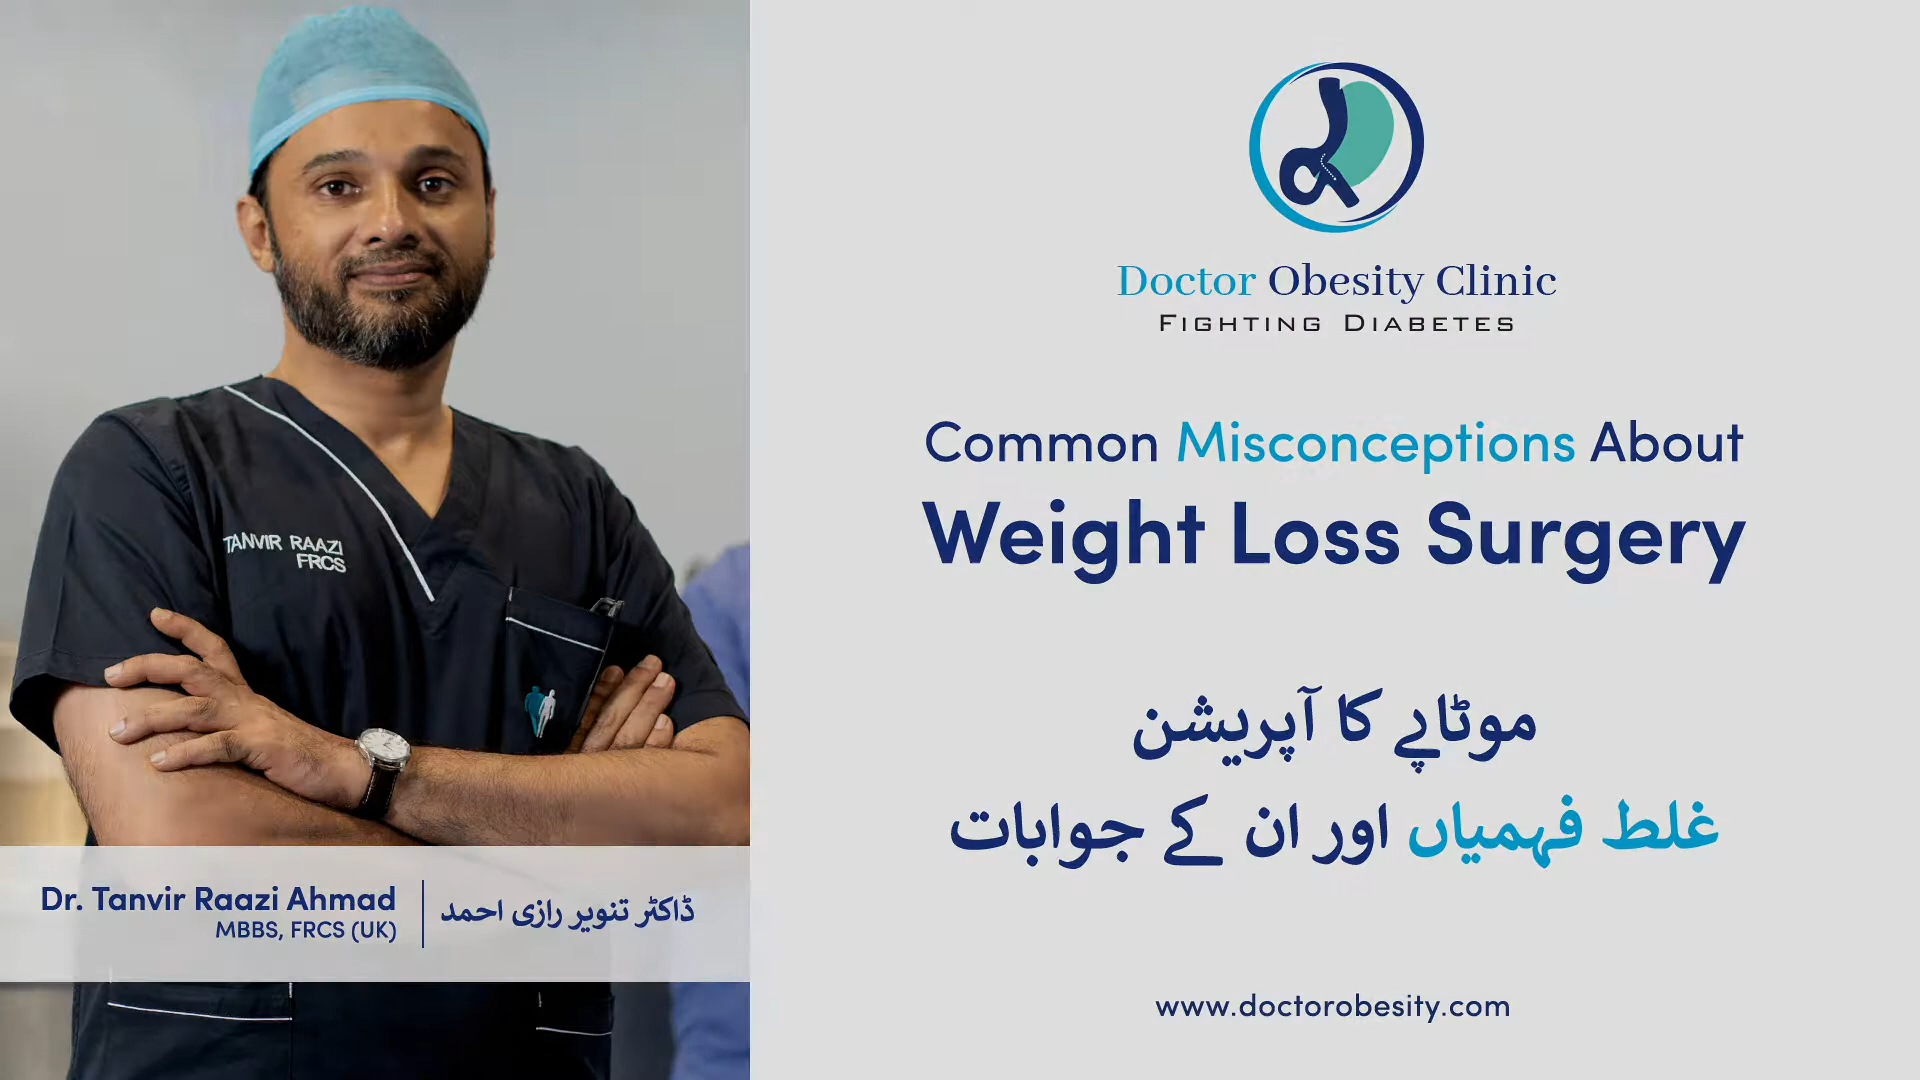 TANVIR RAAZI
FRCS
Dr. Tanvir Raazi Ahmad
MBBS, FRCS (UK)
ڈاکٹر تنویر رازی احمد
Doctor Obesity Clinic
FIGHTING DIABETES
Common Misconceptions About
Weight Loss Surgery
موٹاپے کا آپریشن
غلط فہمیاں اور ان کے جوابات
www.doctorobesity.com